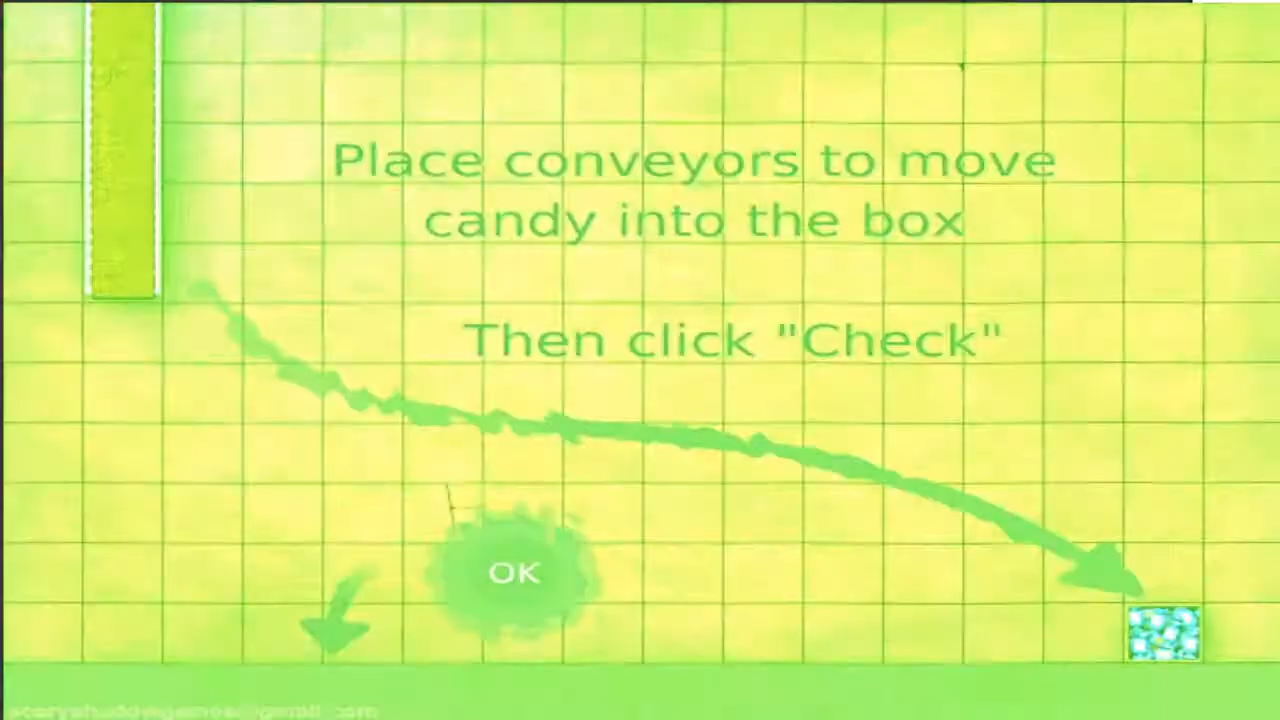 Place conveyors to move
candy into the box
Then click "Check"
OK